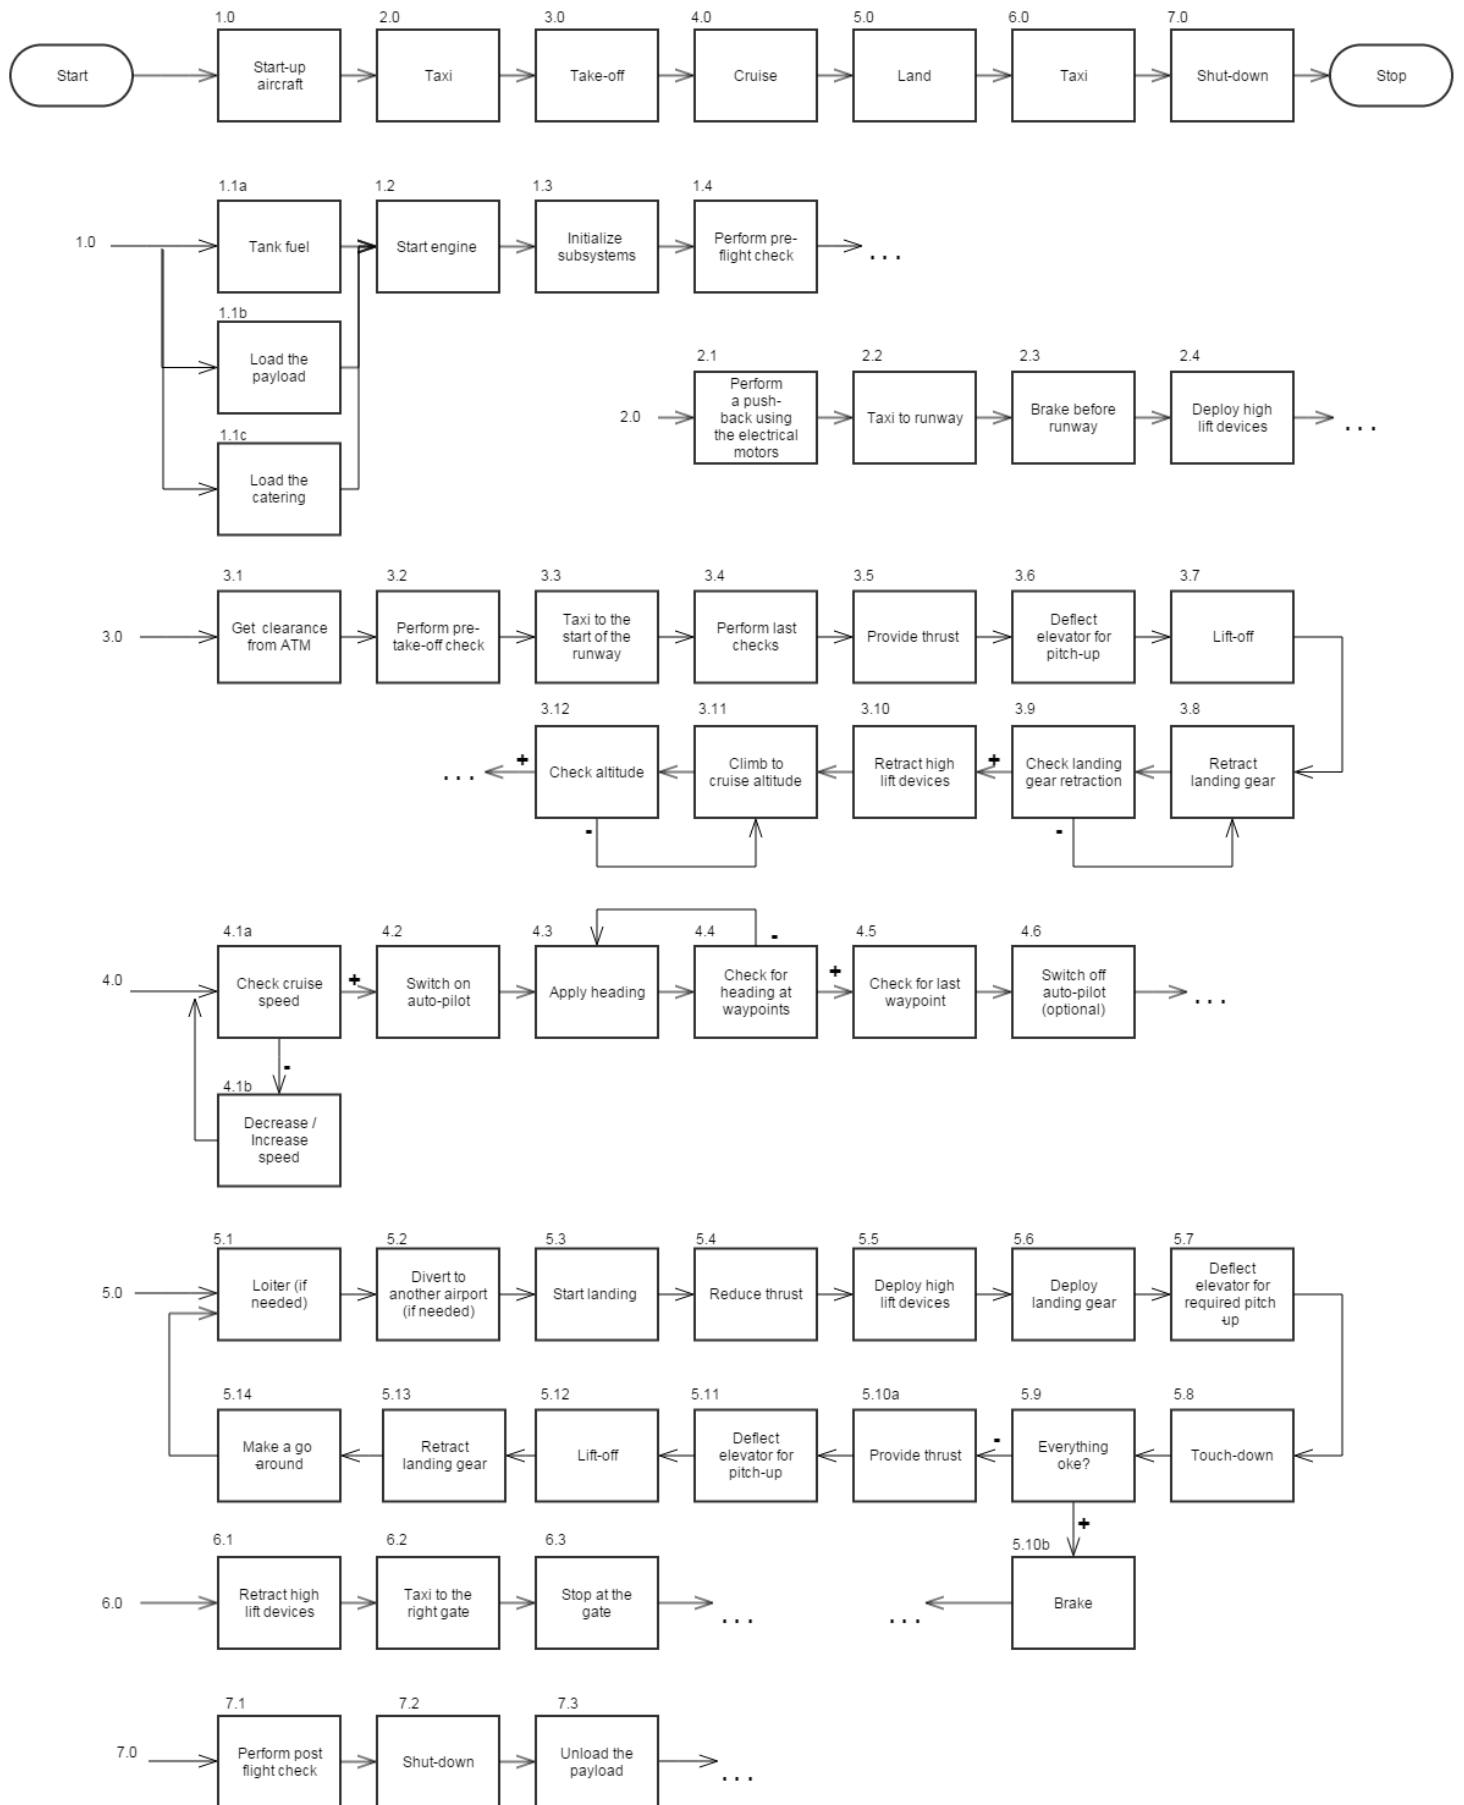 1.0
2.0
3.0
4.0
5.0
6.0
7.0
Start
Start-up
aircraft
Taxi
Take-off
Cruise
Land
Taxi
Shut-down
Stop
1.1a
1.2
1.3
1.4
1.0
Tank fuel
Start engine
Initialize
subsystems
Perform pre-
flight check
...
1.1b
Load the
payload
1.1c
Load the
catering
2.1
2.2
2.3
2.4
2.0
Perform
a push-
back using
the electrical
motors
Taxi to runway
Brake before
runway
Deploy high
lift devices
...
3.1
3.2
3.3
3.4
3.5
3.6
3.7
3.0
Get clearance
from ATM
Perform pre-
take-off check
Taxi to the
start of the
runway
Perform last
checks
Provide thrust
Deflect
elevator for
pitch-up
Lift-off
3.12
3.11
3.10
3.9
3.8
...
+
Check altitude
-
Climb to
cruise altitude
Retract high
lift devices
+
Check landing
gear retraction
-
Retract
landing gear
4.1a
4.2
4.3
4.4
-
4.5
4.6
4.0
Check cruise
speed
+
Switch on
auto-pilot
Apply heading
Check for
heading at
waypoints
+
Check for last
waypoint
Switch off
auto-pilot
(optional)
...
-
4.1b
Decrease /
Increase
speed
5.1
5.2
5.3
5.4
5.5
5.6
5.7
5.0
Loiter (if
needed)
Divert to
another airport
(if needed)
Start landing
Reduce thrust
Deploy high
lift devices
Deploy
landing gear
Deflect
elevator for
required pitch
-up
5.14
5.13
5.12
5.11
5.10a
5.9
5.8
Make a go
-around
Retract
landing gear
Lift-off
Deflect
elevator for
pitch-up
Provide thrust
-
Everything
oke?
Touch-down
+
5.10b
Brake
...
6.1
6.2
6.3
6.0
Retract high
lift devices
Taxi to the
right gate
Stop at the
gate
...
7.1
7.2
7.3
7.0
Perform post
flight check
Shut-down
Unload the
payload
...